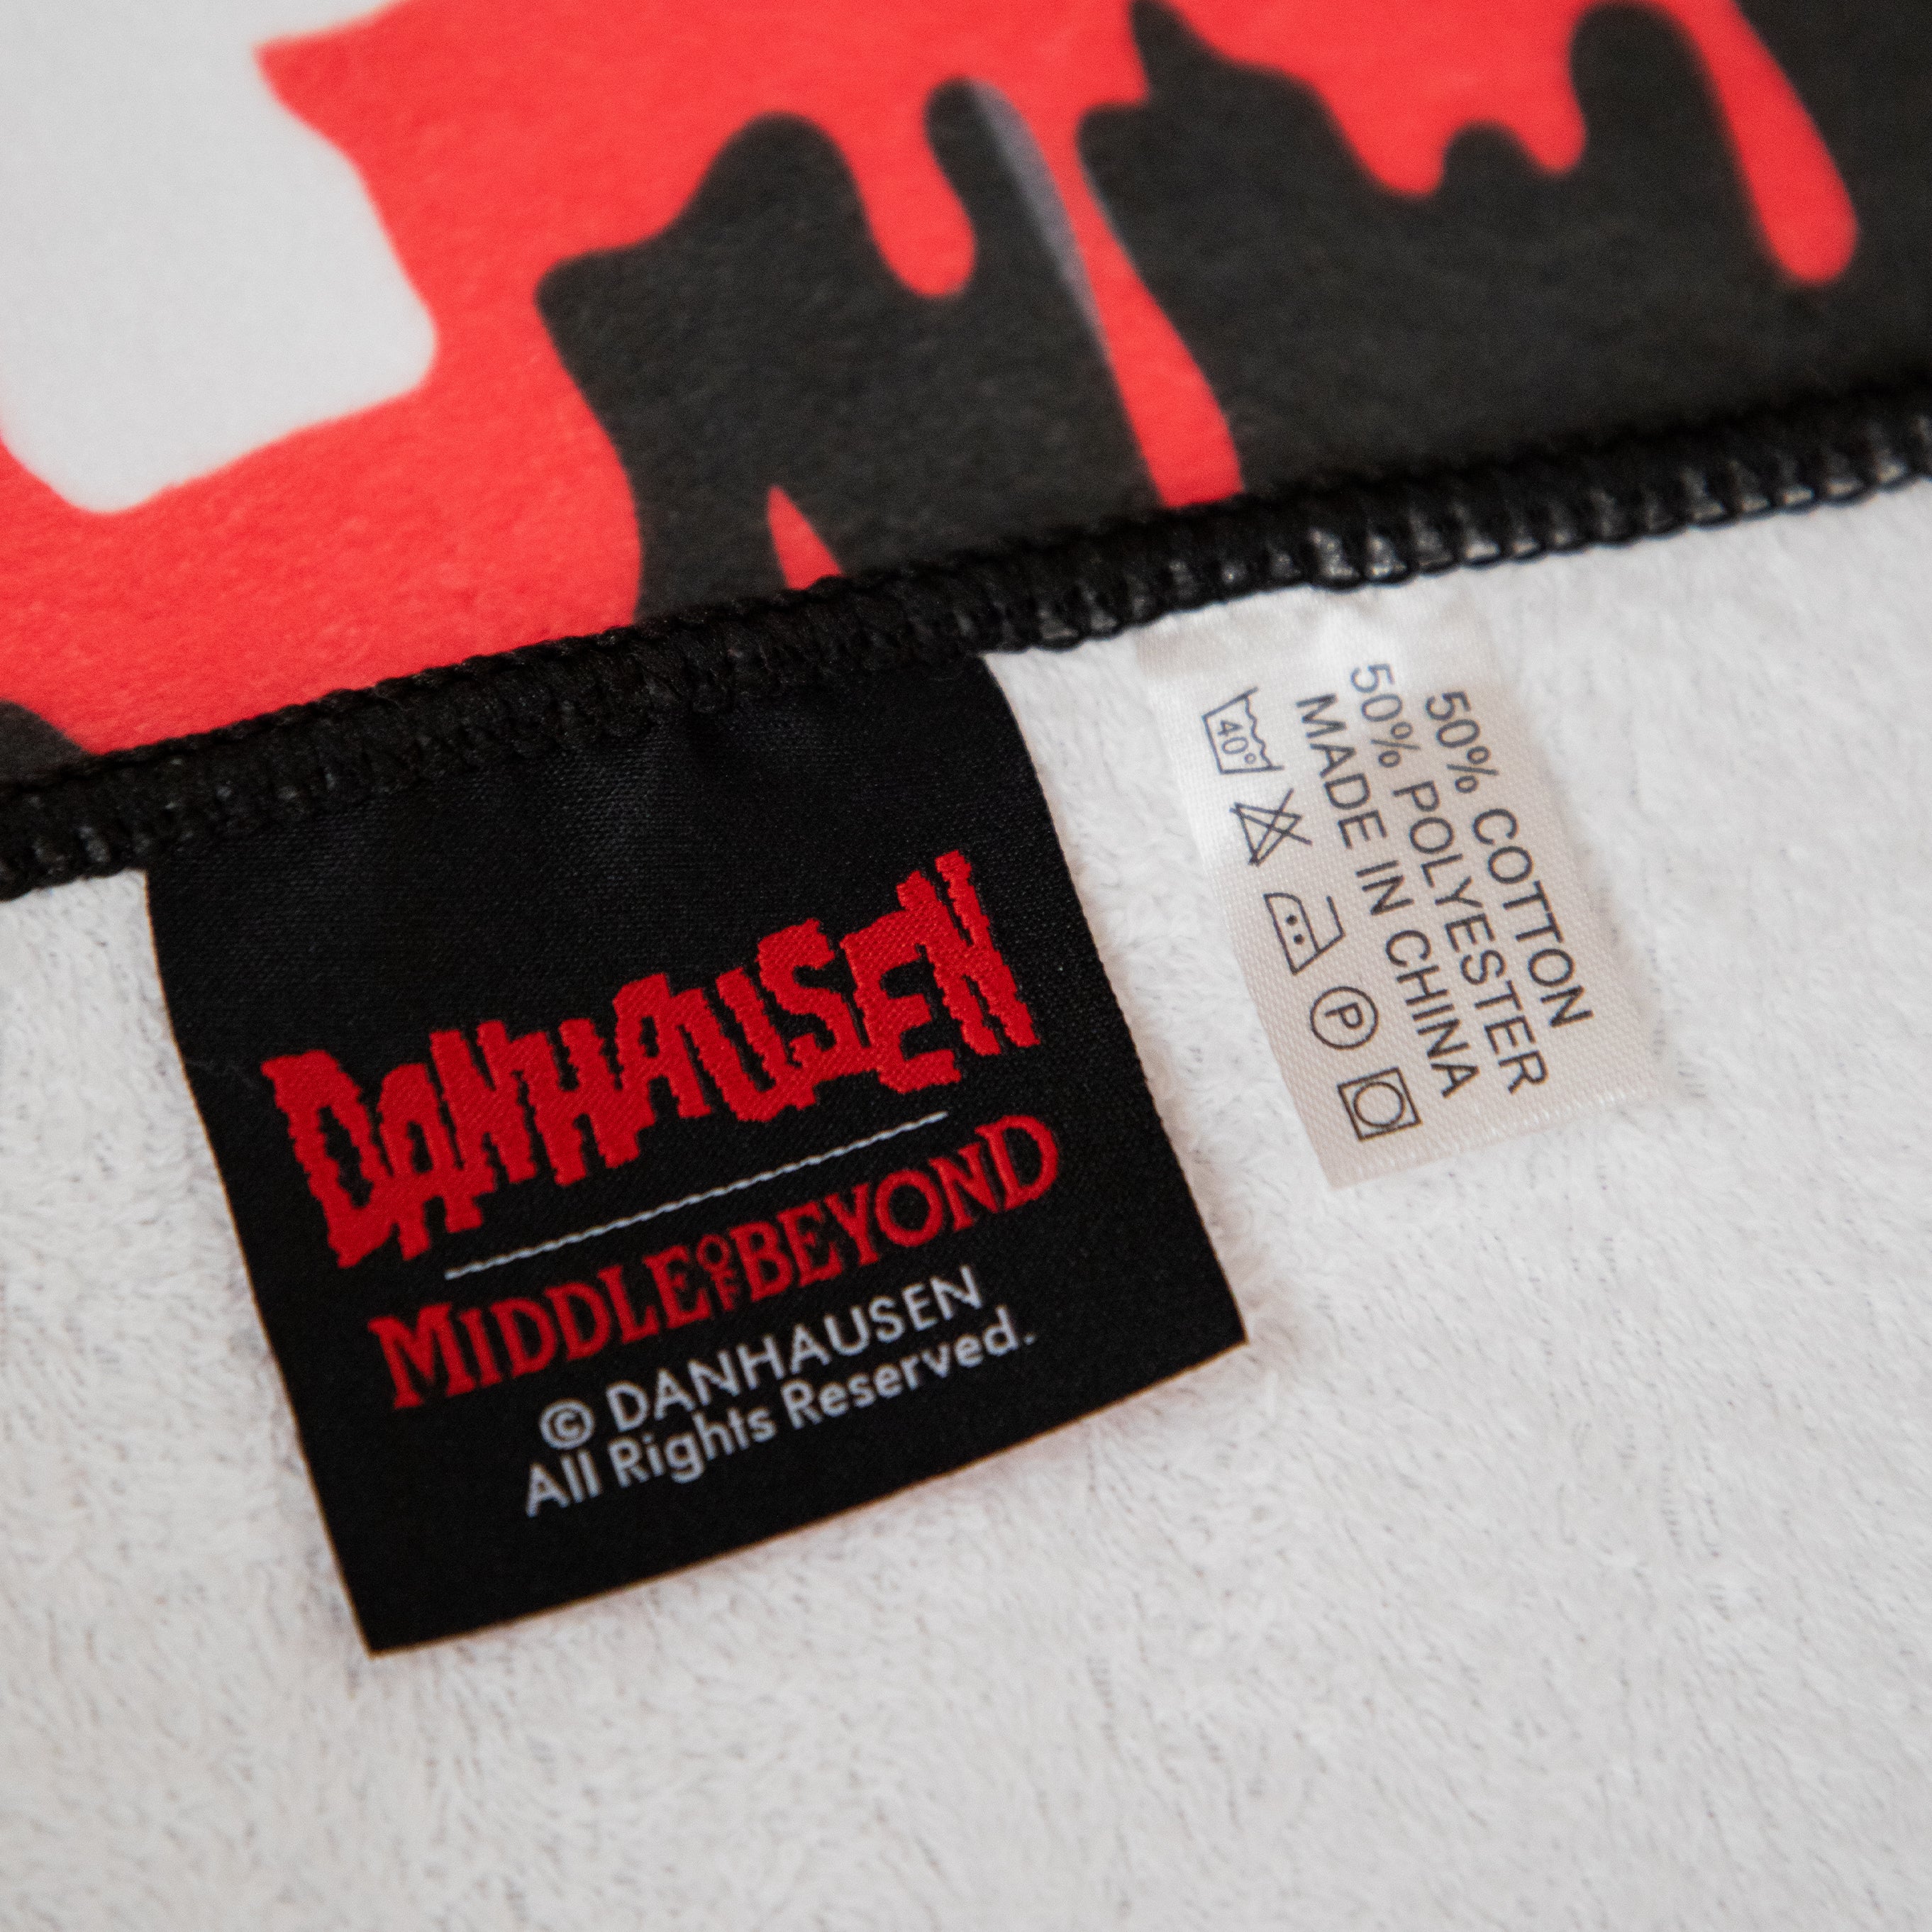 DANHAUSEN
MIDDLE OF BEYOND
© DANHAUSEN
All Rights Reserved.
50% COTTON
50% POLYESTER
MADE IN CHINA
40°
P